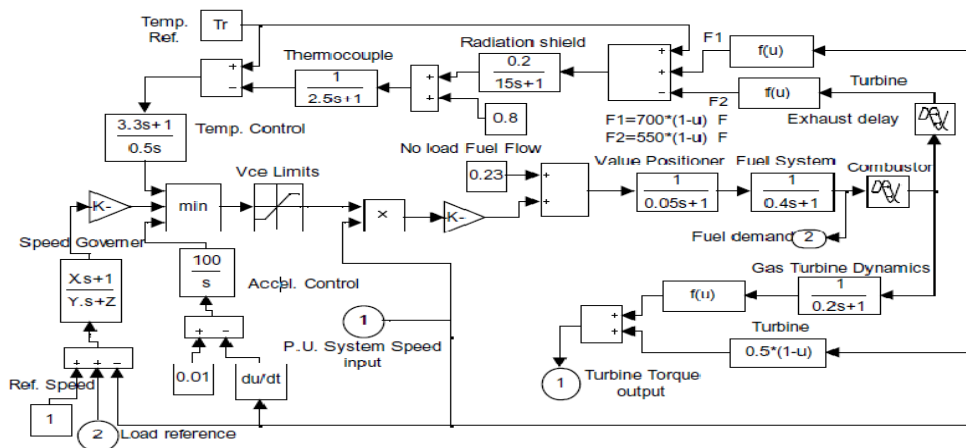 Temp. Ref.
Tr
Thermocouple
Radiation shield
F1
f(u)
Turbine
+
−
1
2.5s+1
+
+
0.2
15s+1
+
+
−
F2
f(u)
Exhaust delay
0.8
F1=700*(1-u) F
F2=550*(1-u) F
3.3s+1
0.5s
Temp. Control
No load Fuel Flow
Value Positioner
Fuel System
Combustor
Vce Limits
0.23
K-
min
x
K-
+
+
1
0.05s+1
1
0.4s+1
Fuel demand
2
Speed Governer
X.s+1
Y.s+Z
100
s
Accel. Control
Gas Turbine Dynamics
f(u)
1
0.2s+1
+
+
Turbine
0.5*(1-u)
1
P.U. System Speed
input
+ −
+ + −
0.01
du/dt
Ref. Speed
1
2
Load reference
1
Turbine Torque
output